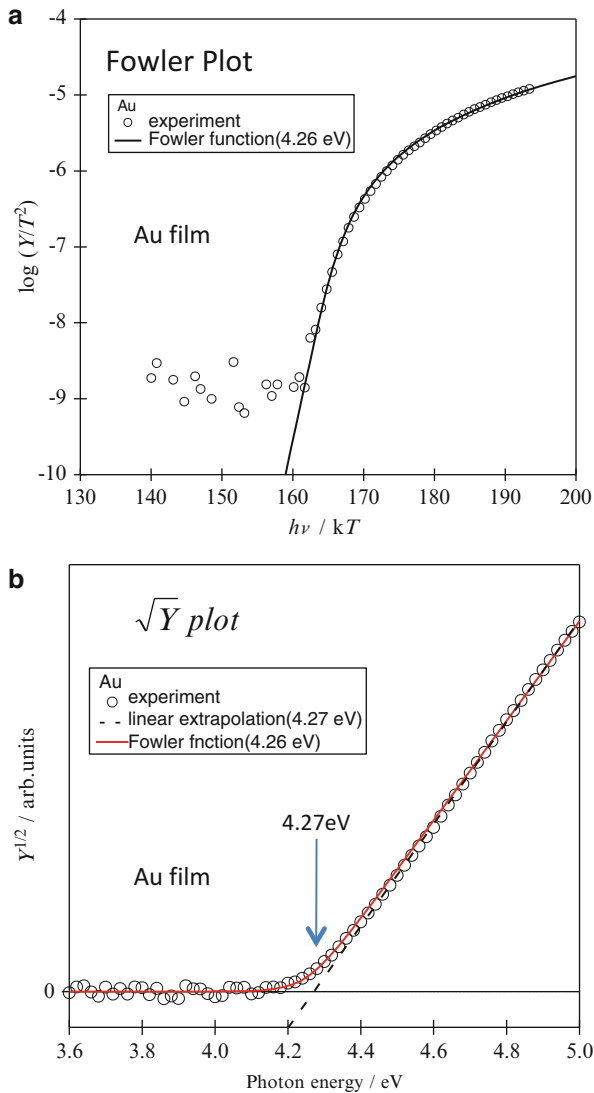 a
-4
-5
-6
-7
-8
-9
-10
log (Y/T²)
Fowler Plot
Au
experiment
Fowler function(4.26 eV)
Au film
130 140 150 160 170 180 190 200
hν / kT
b
√Y plot
Au
experiment
linear extrapolation(4.27 eV)
Fowler fnction(4.26 eV)
4.27eV
Au film
Y^1/2 / arb.units
0
3.6 3.8 4.0 4.2 4.4 4.6 4.8 5.0
Photon energy / eV